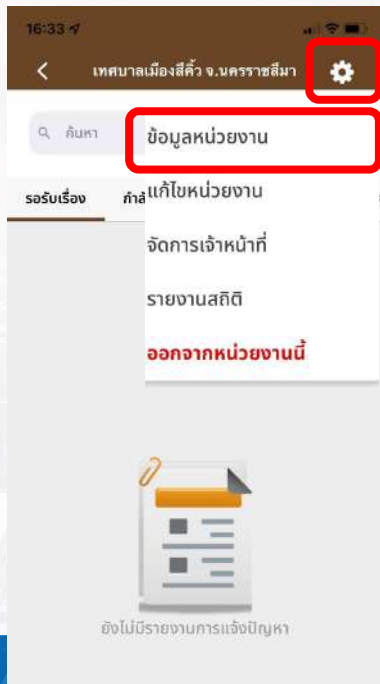 16:33
เทศบาลเมืองสีคิ้ว จ.นครราชสีมา
ค้นหา
ข้อมูลหน่วยงาน
รอรับเรื่อง
กำลั
แก้ไขหน่วยงาน
จัดการเจ้าหน้าที่
รายงานสถิติ
ออกจากหน่วยงานนี้
ยังไม่มีรายงานการแจ้งปัญหา